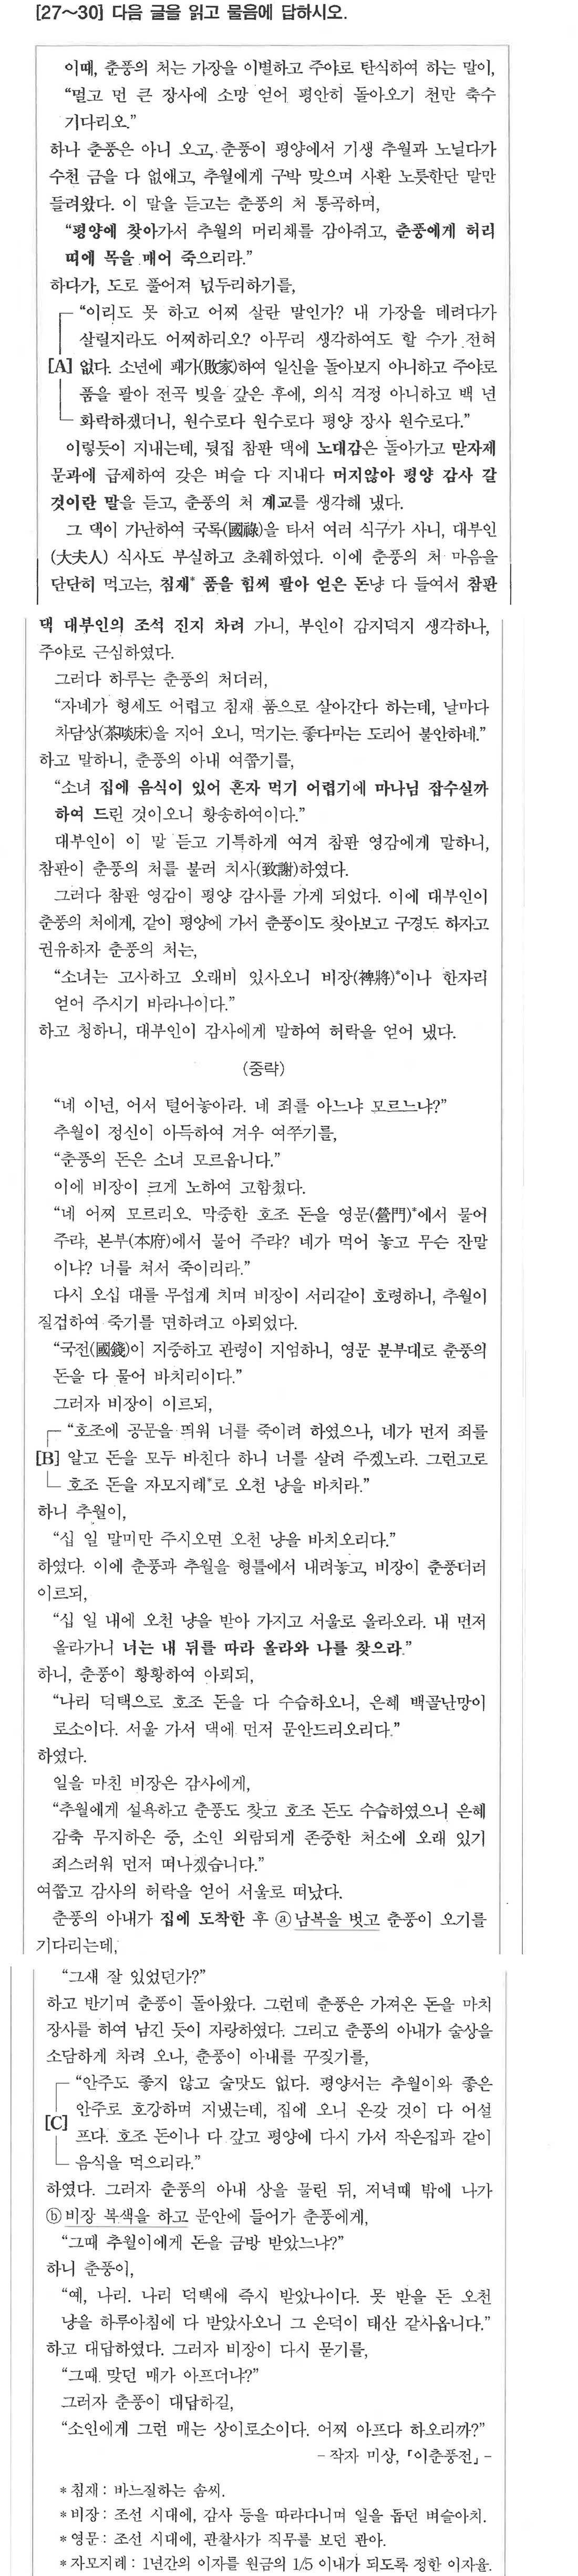 [27~30] 다음 글을 읽고 물음에 답하시오.
이때, 춘풍의 처는 가장을 이별하고 주야로 탄식하여 하는 말이,
“멀고 먼 큰 장사에 소망 얻어 평안히 돌아오기 천만 축수
기다리오.”
하나 춘풍은 아니 오고, 춘풍이 평양에서 기생 추월과 노닐다가
수천 금을 다 없애고, 추월에게 구박 맞으며 사환 노릇한단 말만
들려왔다. 이 말을 듣고는 춘풍의 처 통곡하며,
“평양에 찾아가서 추월의 머리채를 감아쥐고, 춘풍에게 허리
띠에 목을 매어 죽으리라.”
하다가, 도로 풀어져 넋두리하기를,
“이리도 못 하고 어찌 살란 말인가? 내 가장을 데려다가
살릴지라도 어찌하리오? 아무리 생각하여도 할 수가 전혀
[A] 없다. 소년에 패가(敗家)하여 일신을 돌아보지 아니하고 주야로
품을 팔아 전곡 빚을 갚은 후에, 의식 걱정 아니하고 백 년
화락하쟀더니, 원수로다 원수로다 평양 장사 원수로다.”
이렇듯이 지내는데, 뒷집 참판 댁에 노대감은 돌아가고 맏자제
문과에 급제하여 갖은 벼슬 다 지내다 머지않아 평양 감사 갈
것이란 말을 듣고, 춘풍의 처 계교를 생각해 냈다.
그 댁이 가난하여 국록(國祿)을 타서 여러 식구가 사니, 대부인
(大夫人) 식사도 부실하고 초췌하였다. 이에 춘풍의 처 마음을
단단히 먹고는, 침재* 품을 힘써 팔아 얻은 돈냥 다 들여서 참판
댁 대부인의 조석 진지 차려 가니, 부인이 감지덕지 생각하나,
주야로 근심하였다.
그러다 하루는 춘풍의 처더러,
“자네가 형세도 어렵고 침재 품으로 살아간다 하는데, 날마다
차담상(茶啖床)을 지어 오니, 먹기는 좋다마는 도리어 불안하네.”
하고 말하니, 춘풍의 아내 여쭙기를,
“소녀 집에 음식이 있어 혼자 먹기 어렵기에 마나님 잡수실까
하여 드린 것이오니 황송하여이다.”
대부인이 이 말 듣고 기특하게 여겨 참판 영감에게 말하니,
참판이 춘풍의 처를 불러 치사(致謝)하였다.
그러다 참판 영감이 평양 감사를 가게 되었다. 이에 대부인이
춘풍의 처에게, 같이 평양에 가서 춘풍이도 찾아보고 구경도 하자고
권유하자 춘풍의 처는,
“소녀는 고사하고 오래비 있사오니 비장(裨將)*이나 한자리
얻어 주시기 바라나이다.”
하고 청하니, 대부인이 감사에게 말하여 허락을 얻어 냈다.
(중략)
“네 이년, 어서 털어놓아라. 네 죄를 아느냐 모르느냐?”
추월이 정신이 아득하여 겨우 여쭈기를,
“춘풍의 돈은 소녀 모르옵니다.”
이에 비장이 크게 노하여 고함쳤다.
“네 어찌 모르리오. 막중한 호조 돈을 영문(營門)*에서 물어
주랴, 본부(本府)에서 물어 주랴? 네가 먹어 놓고 무슨 잔말
이냐? 너를 쳐서 죽이리라.”
다시 오십 대를 무섭게 치며 비장이 서리같이 호령하니, 추월이
질겁하여 죽기를 면하려고 아뢰었다.
“국전(國錢)이 지중하고 관령이 지엄하니, 영문 분부대로 춘풍의
돈을 다 물어 바치리이다.”
그러자 비장이 이르되,
“호조에 공문을 띄워 너를 죽이려 하였으나, 네가 먼저 죄를
[B] 알고 돈을 모두 바친다 하니 너를 살려 주겠노라. 그런고로
호조 돈을 자모지례*로 오천 냥을 바치라.”
하니 추월이,
“십 일 말미만 주시오면 오천 냥을 바치오리다.”
하였다. 이에 춘풍과 추월을 형틀에서 내려놓고, 비장이 춘풍더러
이르되,
“십 일 내에 오천 냥을 받아 가지고 서울로 올라오라. 내 먼저
올라가니 너는 내 뒤를 따라 올라와 나를 찾으라.”
하니, 춘풍이 황황하여 아뢰되,
“나리 덕택으로 호조 돈을 다 수습하오니, 은혜 백골난망이
로소이다. 서울 가서 댁에 먼저 문안드리오리다.”
하였다.
일을 마친 비장은 감사에게,
“추월에게 설욕하고 춘풍도 찾고 호조 돈도 수습하였으니 은혜
감축 무지하온 중, 소인 외람되게 존중한 처소에 오래 있기
죄스러워 먼저 떠나겠습니다.”
여쭙고 감사의 허락을 얻어 서울로 떠났다.
춘풍의 아내가 집에 도착한 후 ⓐ남복을 벗고 춘풍이 오기를
기다리는데,
“그새 잘 있었던가?”
하고 반기며 춘풍이 돌아왔다. 그런데 춘풍은 가져온 돈을 마치
장사를 하여 남긴 듯이 자랑하였다. 그리고 춘풍의 아내가 술상을
소담하게 차려 오나, 춘풍이 아내를 꾸짖기를,
“안주도 좋지 않고 술맛도 없다. 평양서는 추월이와 좋은
[C] 안주로 호강하며 지냈는데, 집에 오니 온갖 것이 다 어설
프다. 호조 돈이나 다 갚고 평양에 다시 가서 작은집과 같이
음식을 먹으리라.”
하였다. 그러자 춘풍의 아내 상을 물린 뒤, 저녁때 밖에 나가
ⓑ비장 복색을 하고 문안에 들어가 춘풍에게,
“그때 추월이에게 돈을 금방 받았느냐?”
하니 춘풍이,
“예, 나리. 나리 덕택에 즉시 받았나이다. 못 받을 돈 오천
냥을 하루아침에 다 받았사오니 그 은덕이 태산 같사옵니다.”
하고 대답하였다. 그러자 비장이 다시 묻기를,
“그때 맞던 매가 아프더냐?”
그러자 춘풍이 대답하길,
“소인에게 그런 매는 상이로소이다. 어찌 아프다 하오리까?”
- 작자 미상, 「이춘풍전」 -
* 침재 : 바느질하는 솜씨.
* 비장 : 조선 시대에, 감사 등을 따라다니며 일을 돕던 벼슬아치.
* 영문 : 조선 시대에, 관찰사가 직무를 보던 관아.
* 자모지례 : 1년간의 이자를 원금의 1/5 이내가 되도록 정한 이자율.